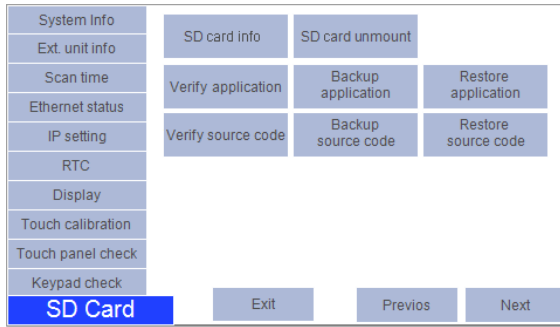 System Info
Ext. unit info
Scan time
Ethernet status
IP setting
RTC
Display
Touch calibration
Touch panel check
Keypad check
SD Card
SD card info
SD card unmount
Verify application
Backup
application
Restore
application
Verify source code
Backup
source code
Restore
source code
Exit
Previos
Next